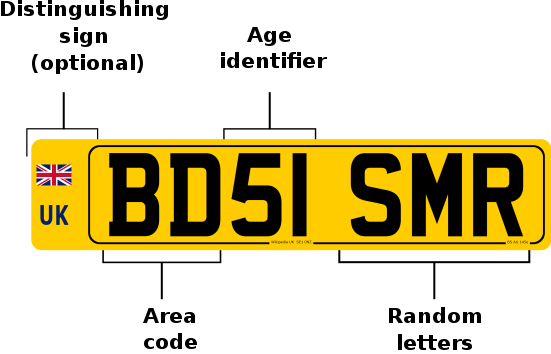 Distinguishing
sign
(optional)
Age
identifier
UK
BD51 SMR
Area
code
Random
letters